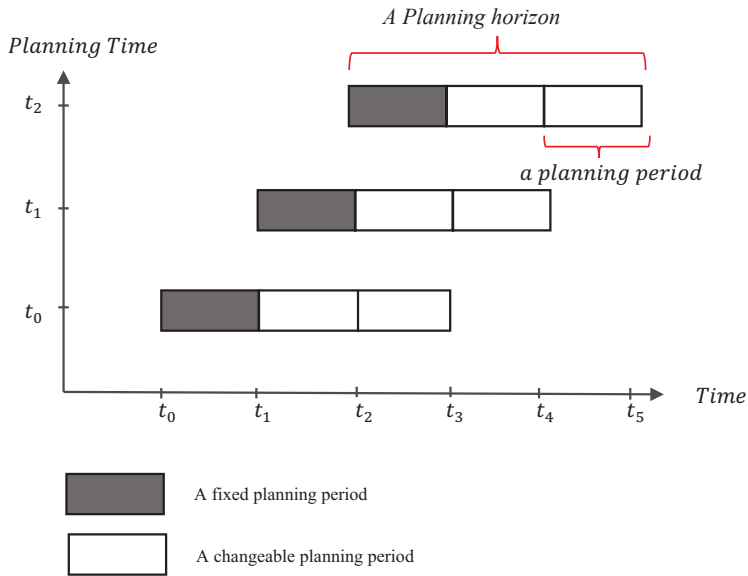 A Planning horizon
Planning Time
t₂
a planning period
t₁
t₀
t₀ t₁ t₂ t₃ t₄ t₅ Time
A fixed planning period
A changeable planning period